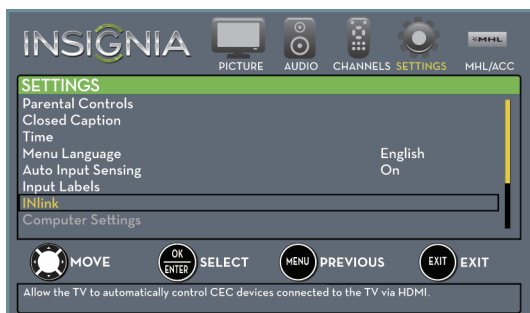 INSIGNIA
PICTURE AUDIO CHANNELS SETTINGS MHL/ACC
MHL
SETTINGS
Parental Controls
Closed Caption
Time
Menu Language English
Auto Input Sensing On
Input Labels
INlink
Computer Settings
MOVE OK ENTER SELECT MENU PREVIOUS EXIT EXIT
Allow the TV to automatically control CEC devices connected to the TV via HDMI.